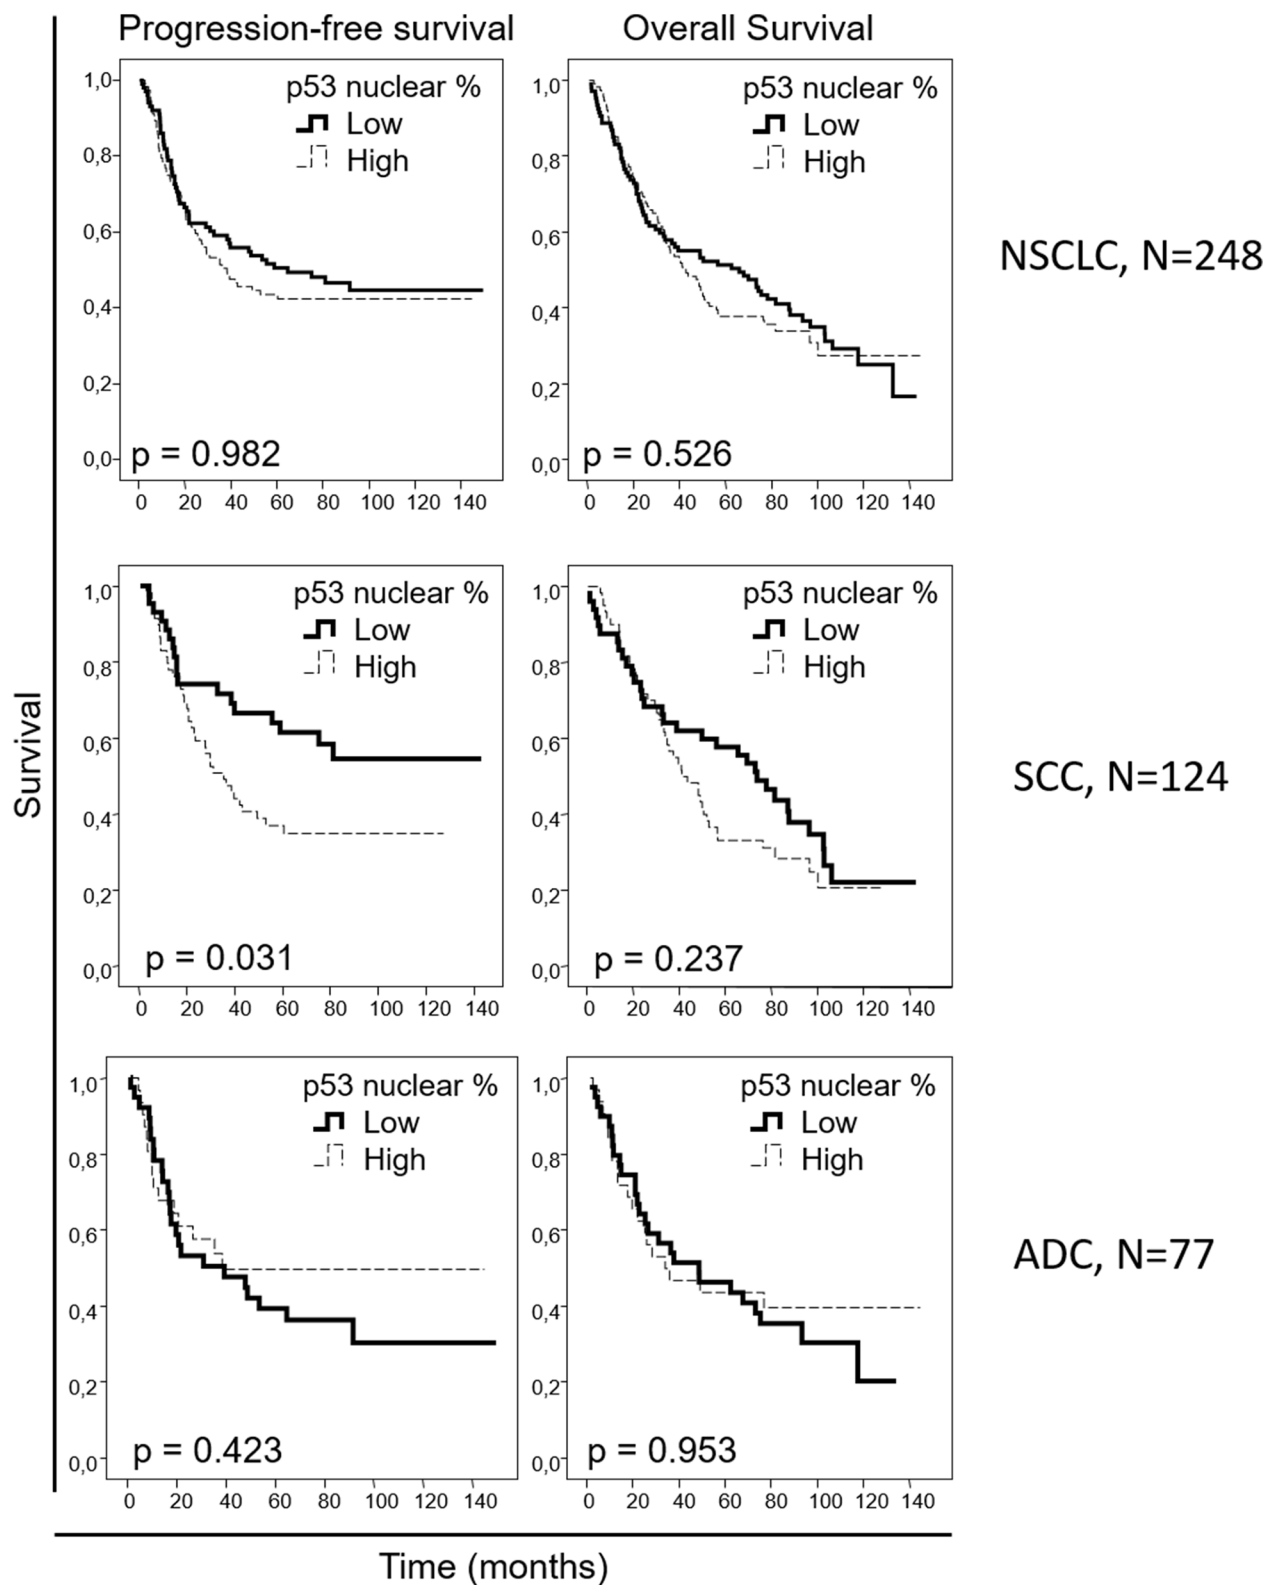 Progression-free survival
Overall Survival
1,0
0,8
0,6
0,4
0,2
0,0
p53 nuclear %
Low
High
p = 0.982
0 20 40 60 80 100 120 140
1,0
0,8
0,6
0,4
0,2
0,0
p53 nuclear %
Low
High
p = 0.526
0 20 40 60 80 100 120 140
NSCLC, N=248
Survival
1,0
0,8
0,6
0,4
0,2
0,0
p53 nuclear %
Low
High
p = 0.031
0 20 40 60 80 100 120 140
1,0
0,8
0,6
0,4
0,2
0,0
p53 nuclear %
Low
High
p = 0.237
0 20 40 60 80 100 120 140
SCC, N=124
1,0
0,8
0,6
0,4
0,2
0,0
p53 nuclear %
Low
High
p = 0.423
0 20 40 60 80 100 120 140
1,0
0,8
0,6
0,4
0,2
0,0
p53 nuclear %
Low
High
p = 0.953
0 20 40 60 80 100 120 140
ADC, N=77
Time (months)